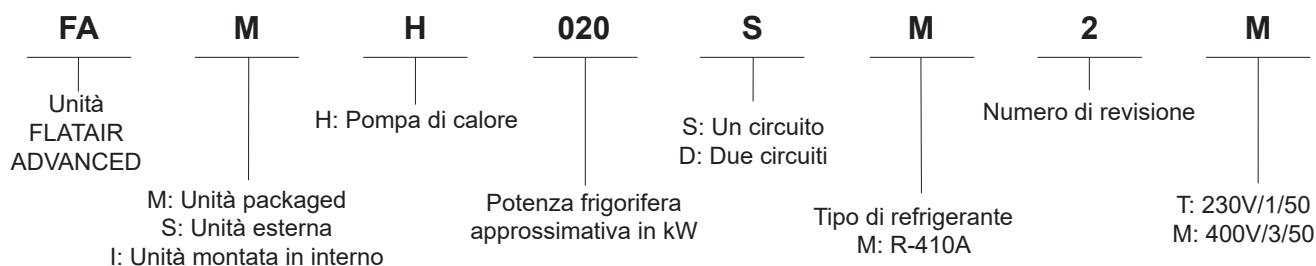 FA M H 020 S M 2 M
Unità
FLATAIR
ADVANCED
M: Unità packaged
S: Unità esterna
I: Unità montata in interno
H: Pompa di calore
Potenza frigorifera
approssimativa in kW
S: Un circuito
D: Due circuiti
Tipo di refrigerante
M: R-410A
Numero di revisione
T: 230V/1/50
M: 400V/3/50